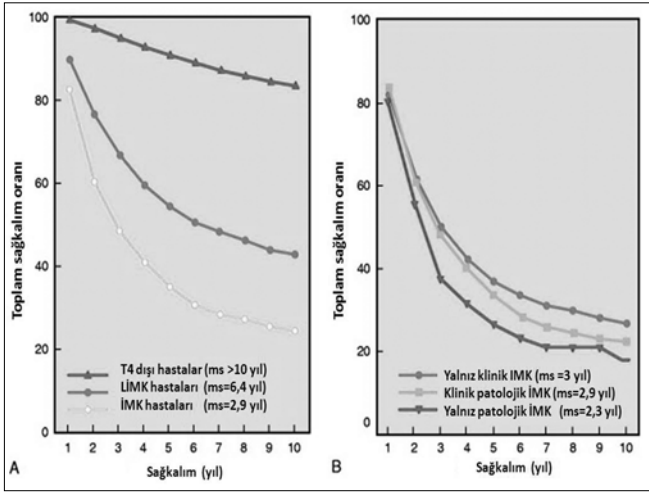 Toplam sağkalım oranı
100
80
60
40
20
0
T4 dışı hastalar (ms >10 yıl)
LİMK hastaları (ms=6,4 yıl)
İMK hastaları (ms=2,9 yıl)
1 2 3 4 5 6 7 8 9 10
A
Sağkalım (yıl)
Toplam sağkalım oranı
100
80
60
40
20
0
Yalnız klinik IMK (ms =3 yıl)
Klinik patolojik İMK (ms=2,9 yıl)
Yalnız patolojik İMK (ms=2,3 yıl)
1 2 3 4 5 6 7 8 9 10
B
Sağkalım (yıl)